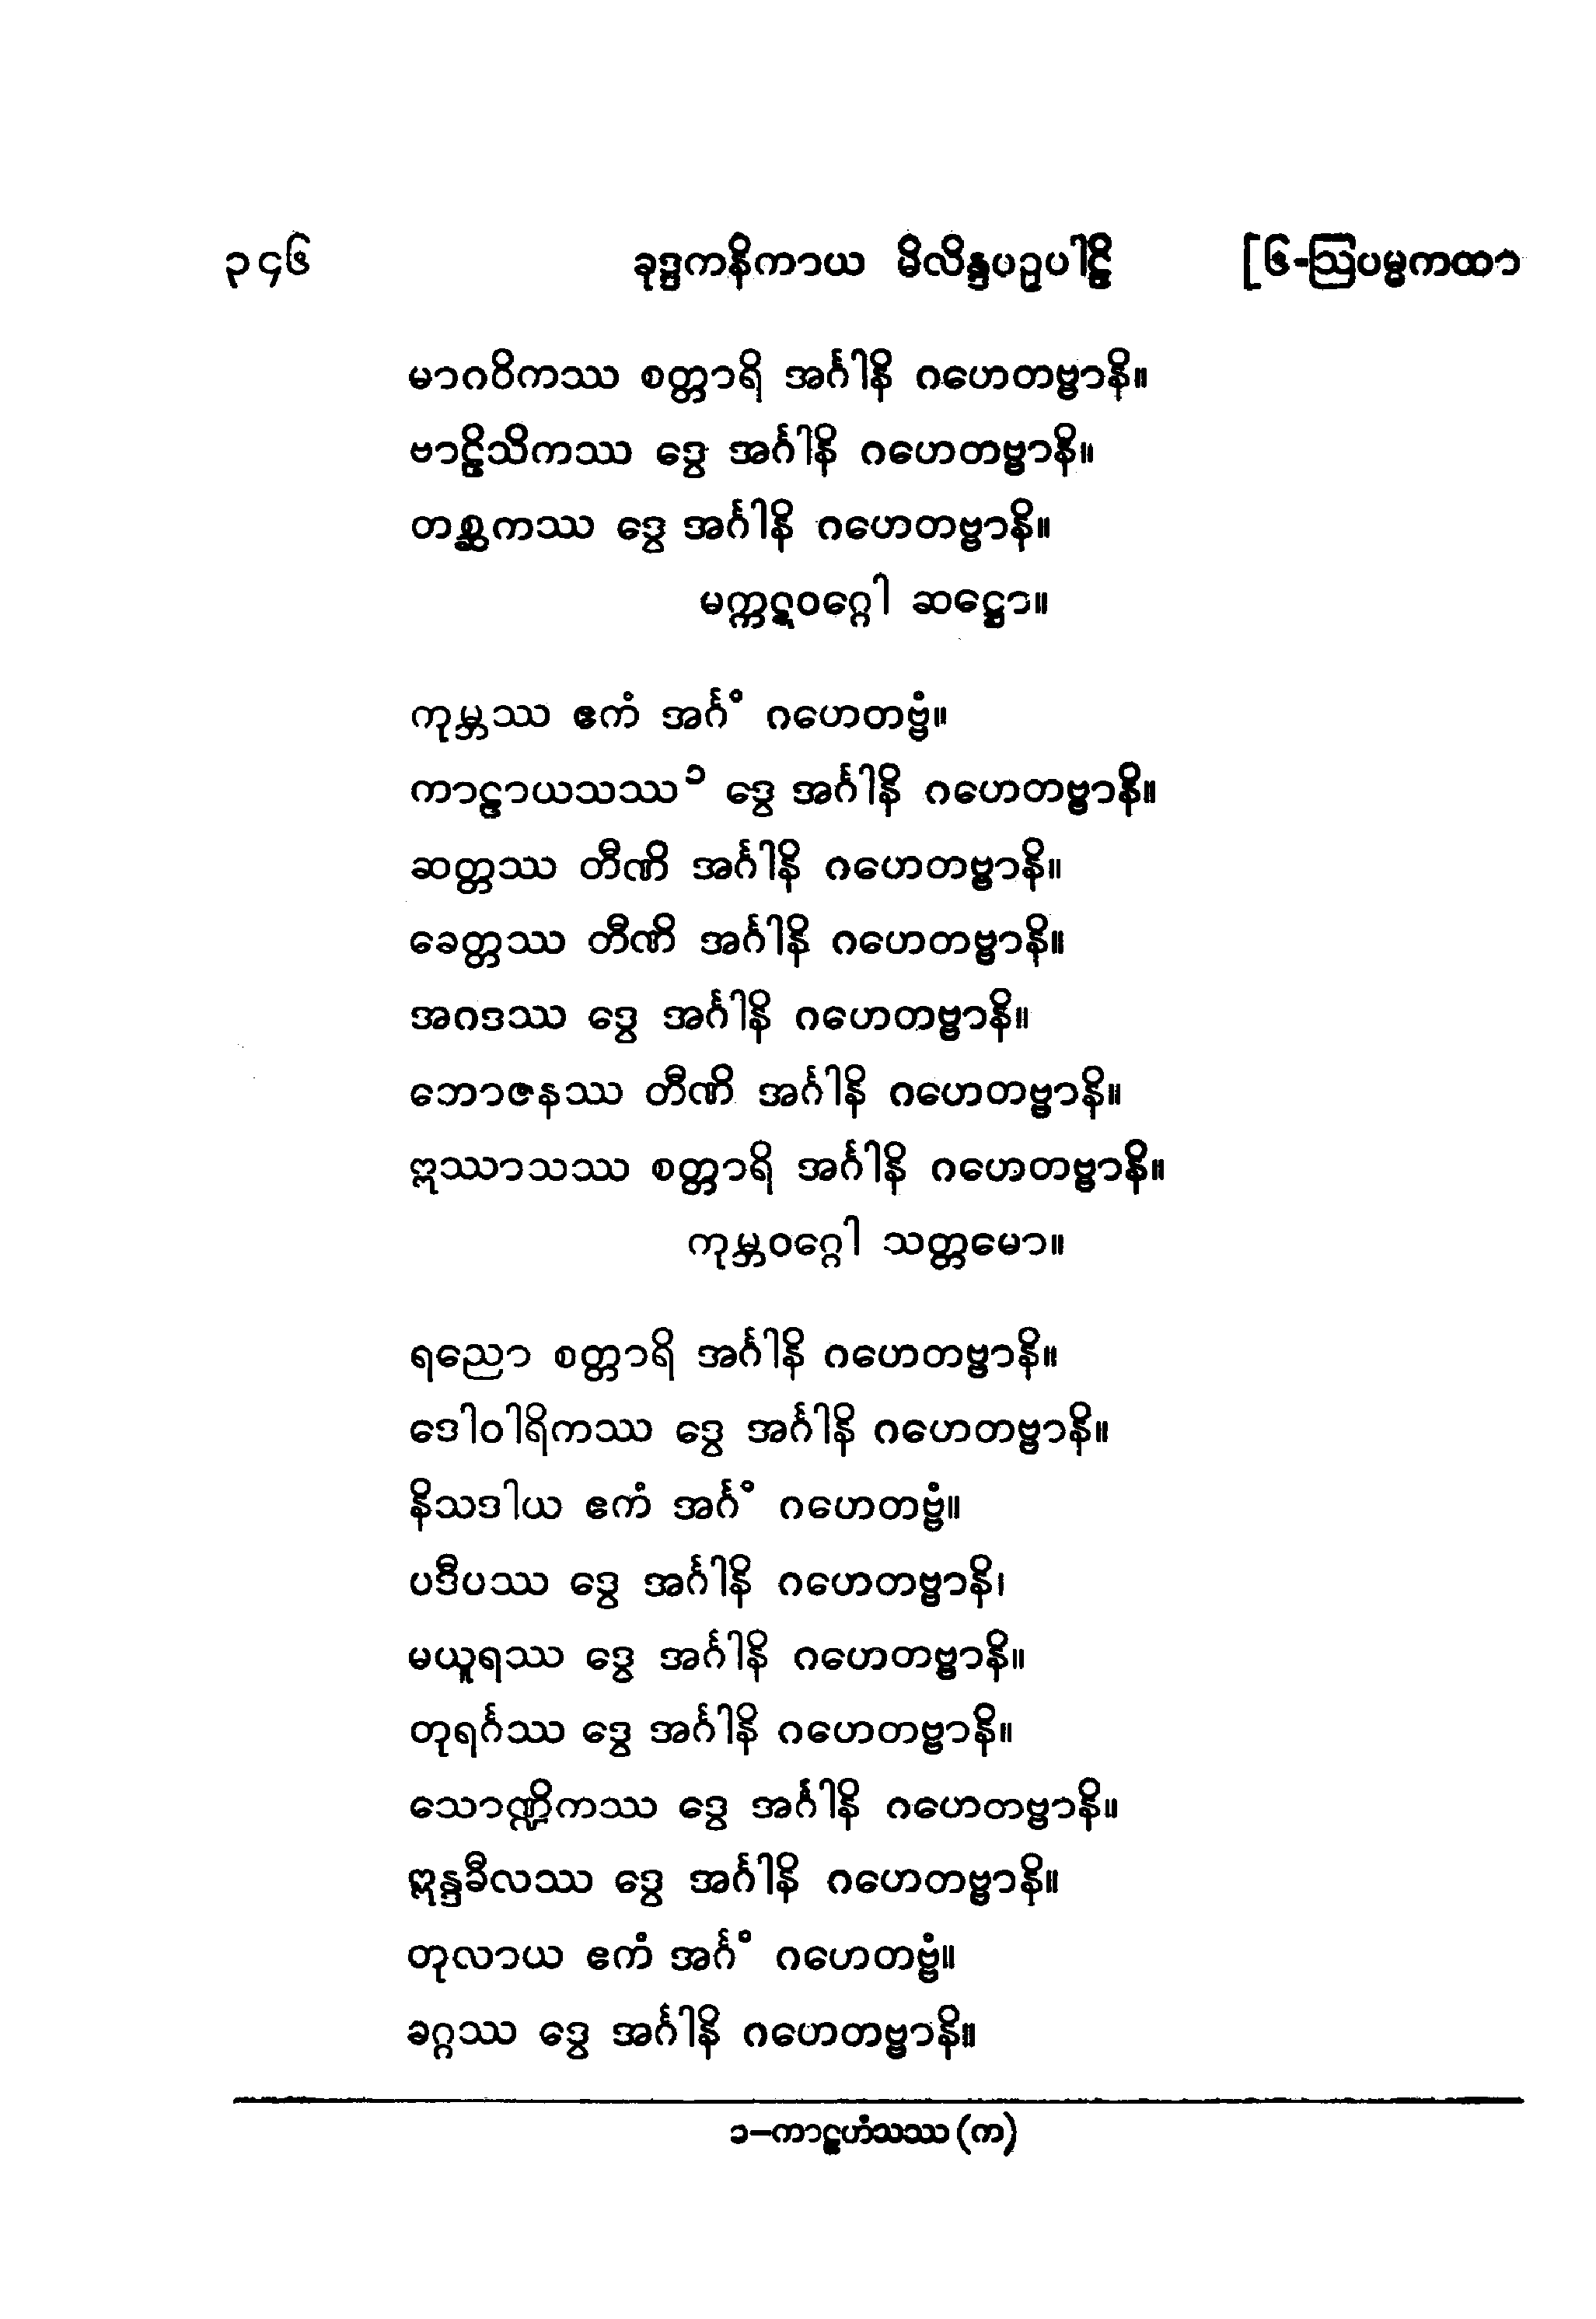 ၃၄၆ ခုဒ္ဒကနိကာယ မိလိန္ဒပဉှပါဠိ [၆-ဩပမ္မကထာ
မာဂဝိကဿ စတ္တာရိ အင်္ဂါနိ ဂဟေတဗ္ဗာနိ။
ဗာဠိသိကဿ ဒွေ အင်္ဂါနိ ဂဟေတဗ္ဗာနိ။
တစ္ဆကဿ ဒွေ အင်္ဂါနိ ဂဟေတဗ္ဗာနိ။
မက္ကဋဝဂ္ဂေါ ဆဋ္ဌော။
ကုမ္ဘဿ ဧကံ အင်္ဂံ ဂဟေတဗ္ဗံ။
ကာဠာယသဿ ၁ ဒွေ အင်္ဂါနိ ဂဟေတဗ္ဗာနိ။
ဆတ္တဿ တီဏိ အင်္ဂါနိ ဂဟေတဗ္ဗာနိ။
ခေတ္တဿ တီဏိ အင်္ဂါနိ ဂဟေတဗ္ဗာနိ။
အဂဒဿ ဒွေ အင်္ဂါနိ ဂဟေတဗ္ဗာနိ။
ဘောဇနဿ တီဏိ အင်္ဂါနိ ဂဟေတဗ္ဗာနိ။
ဣဿာသဿ စတ္တာရိ အင်္ဂါနိ ဂဟေတဗ္ဗာနိ။
ကုမ္ဘဝဂ္ဂေါ သတ္တမော။
ရညော စတ္တာရိ အင်္ဂါနိ ဂဟေတဗ္ဗာနိ။
ဒေါဝါရိကဿ ဒွေ အင်္ဂါနိ ဂဟေတဗ္ဗာနိ။
နိသဒါယ ဧကံ အင်္ဂံ ဂဟေတဗ္ဗံ။
ပဒီပဿ ဒွေ အင်္ဂါနိ ဂဟေတဗ္ဗာနိ၊
မယူရဿ ဒွေ အင်္ဂါနိ ဂဟေတဗ္ဗာနိ။
တုရင်္ဂဿ ဒွေ အင်္ဂါနိ ဂဟေတဗ္ဗာနိ။
သောဏ္ဍိကဿ ဒွေ အင်္ဂါနိ ဂဟေတဗ္ဗာနိ။
ဣန္ဒခီလဿ ဒွေ အင်္ဂါနိ ဂဟေတဗ္ဗာနိ။
တုလာယ ဧကံ အင်္ဂံ ဂဟေတဗ္ဗံ။
ခဂ္ဂဿ ဒွေ အင်္ဂါနိ ဂဟေတဗ္ဗာနိ။
၁–ကာဠဟံသဿ (က)